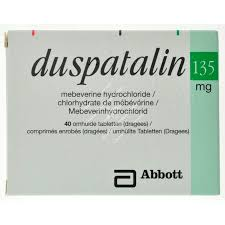 duspatalin
135
mg
mebeverine hydrochloride /
chlorhydrate de mébévérine /
Mebeverinhydrochlorid
40 omhulde tabletten (dragees) /
comprimés enrobés (dragées) /
umhüllte Tabletten (Dragees)
Abbott